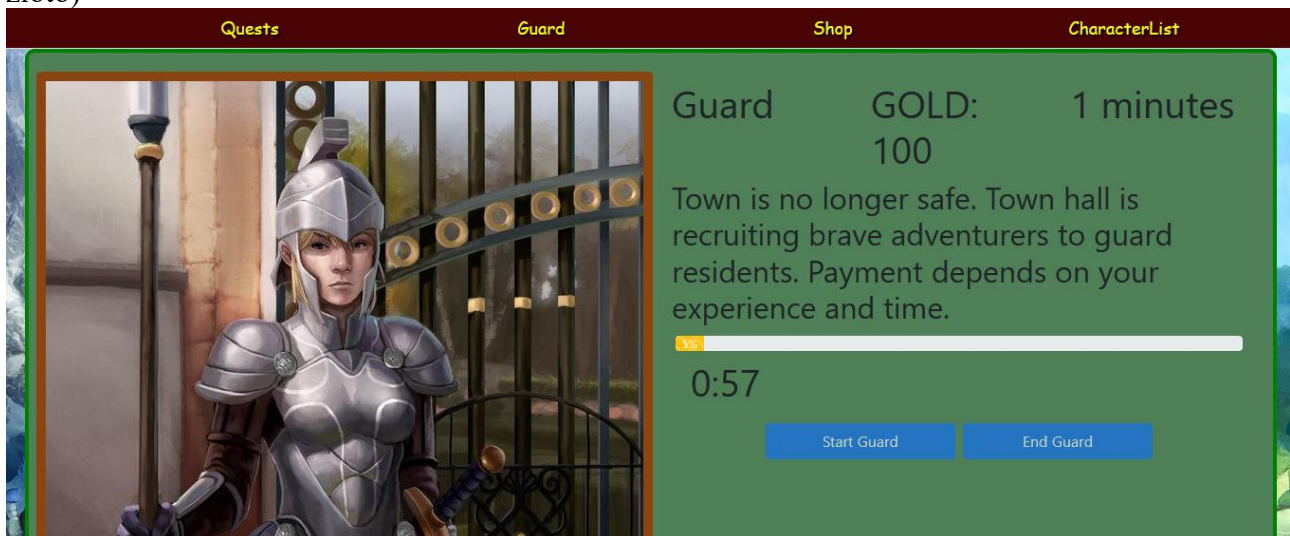 Quests Guard Shop CharacterList
Guard GOLD: 1 minutes
100
Town is no longer safe. Town hall is
recruiting brave adventurers to guard
residents. Payment depends on your
experience and time.
5%
0:57
Start Guard End Guard